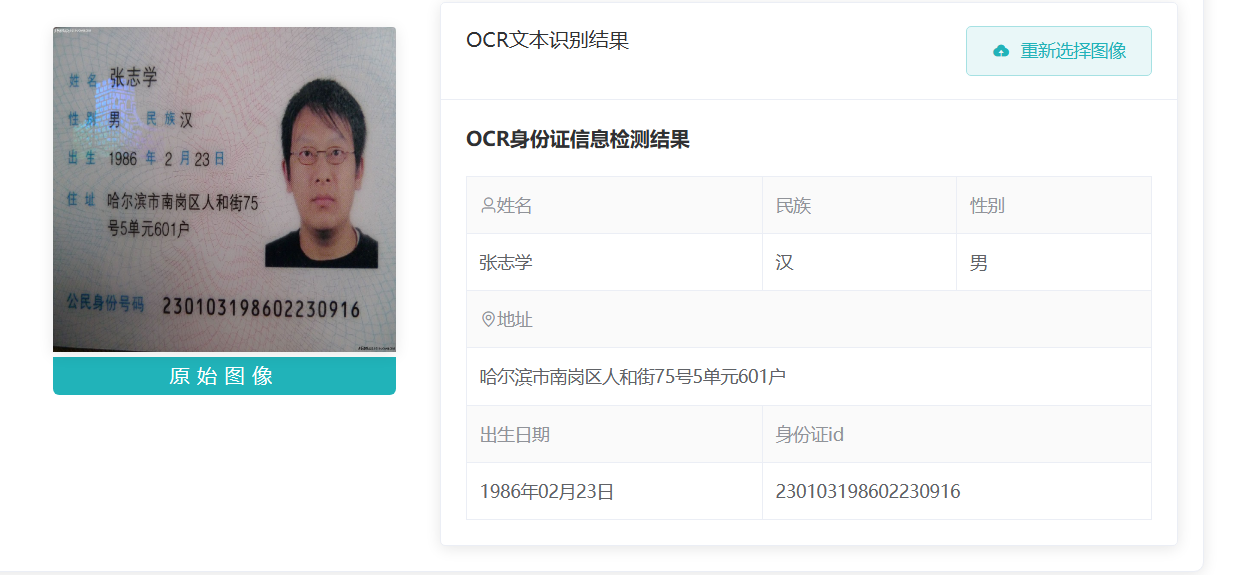 姓名 张志学
性别 男 民族 汉
出生 1986 年 2 月 23 日
住址 哈尔滨市南岗区人和街75
号5单元601户
公民身份号码 230103198602230916
原始图像
OCR文本识别结果
重新选择图像
OCR身份证信息检测结果
姓名 民族 性别
张志学 汉 男
地址
哈尔滨市南岗区人和街75号5单元601户
出生日期 身份证id
1986年02月23日 230103198602230916